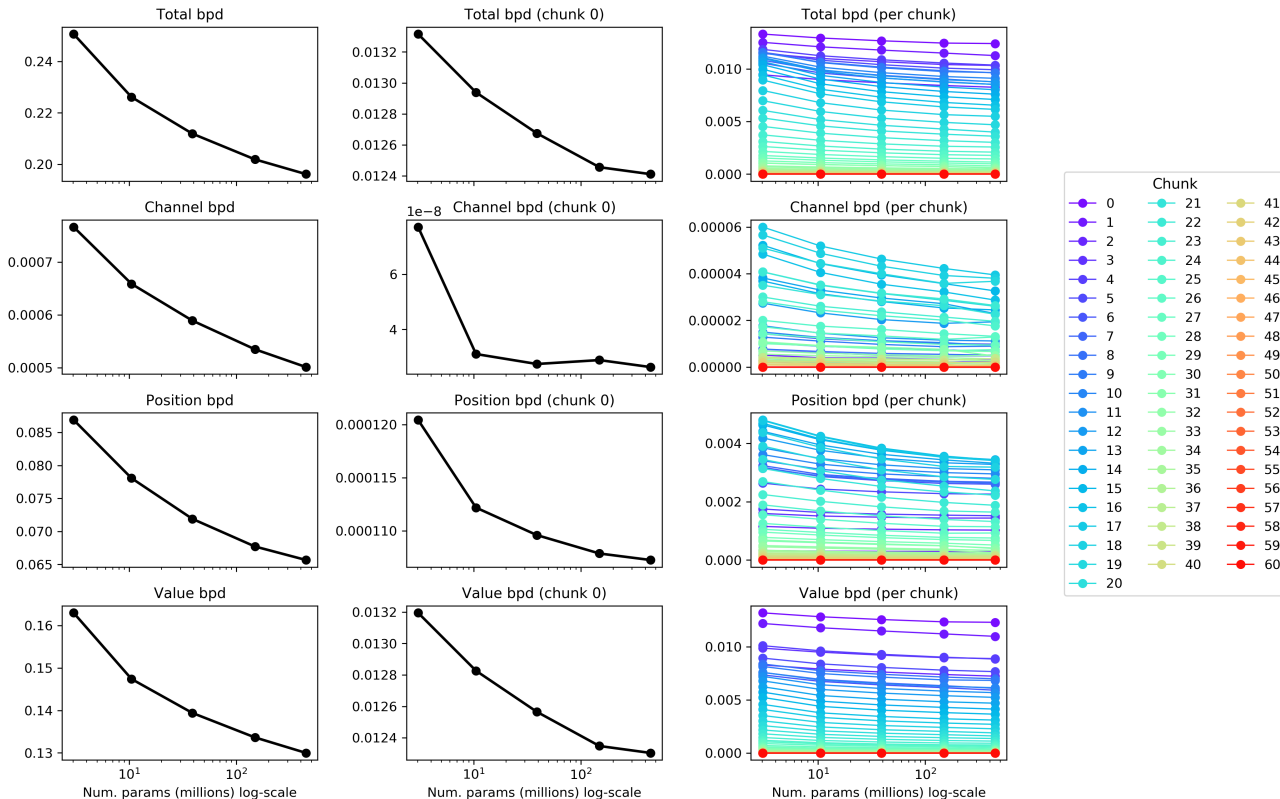 Total bpd
0.24
0.22
0.20
Total bpd (chunk 0)
0.0132
0.0130
0.0128
0.0126
0.0124
Total bpd (per chunk)
0.010
0.005
0.000
Channel bpd
0.0007
0.0006
0.0005
1e−8
Channel bpd (chunk 0)
6
4
Channel bpd (per chunk)
0.00006
0.00004
0.00002
0.00000
Position bpd
0.085
0.080
0.075
0.070
0.065
Position bpd (chunk 0)
0.000120
0.000115
0.000110
Position bpd (per chunk)
0.004
0.002
0.000
Value bpd
0.16
0.15
0.14
0.13
10¹ 10²
Num. params (millions) log-scale
Value bpd (chunk 0)
0.0132
0.0130
0.0128
0.0126
0.0124
10¹ 10²
Num. params (millions) log-scale
Value bpd (per chunk)
0.010
0.005
0.000
10¹ 10²
Num. params (millions) log-scale
Chunk
0 21 41
1 22 42
2 23 43
3 24 44
4 25 45
5 26 46
6 27 47
7 28 48
8 29 49
9 30 50
10 31 51
11 32 52
12 33 53
13 34 54
14 35 55
15 36 56
16 37 57
17 38 58
18 39 59
19 40 60
20